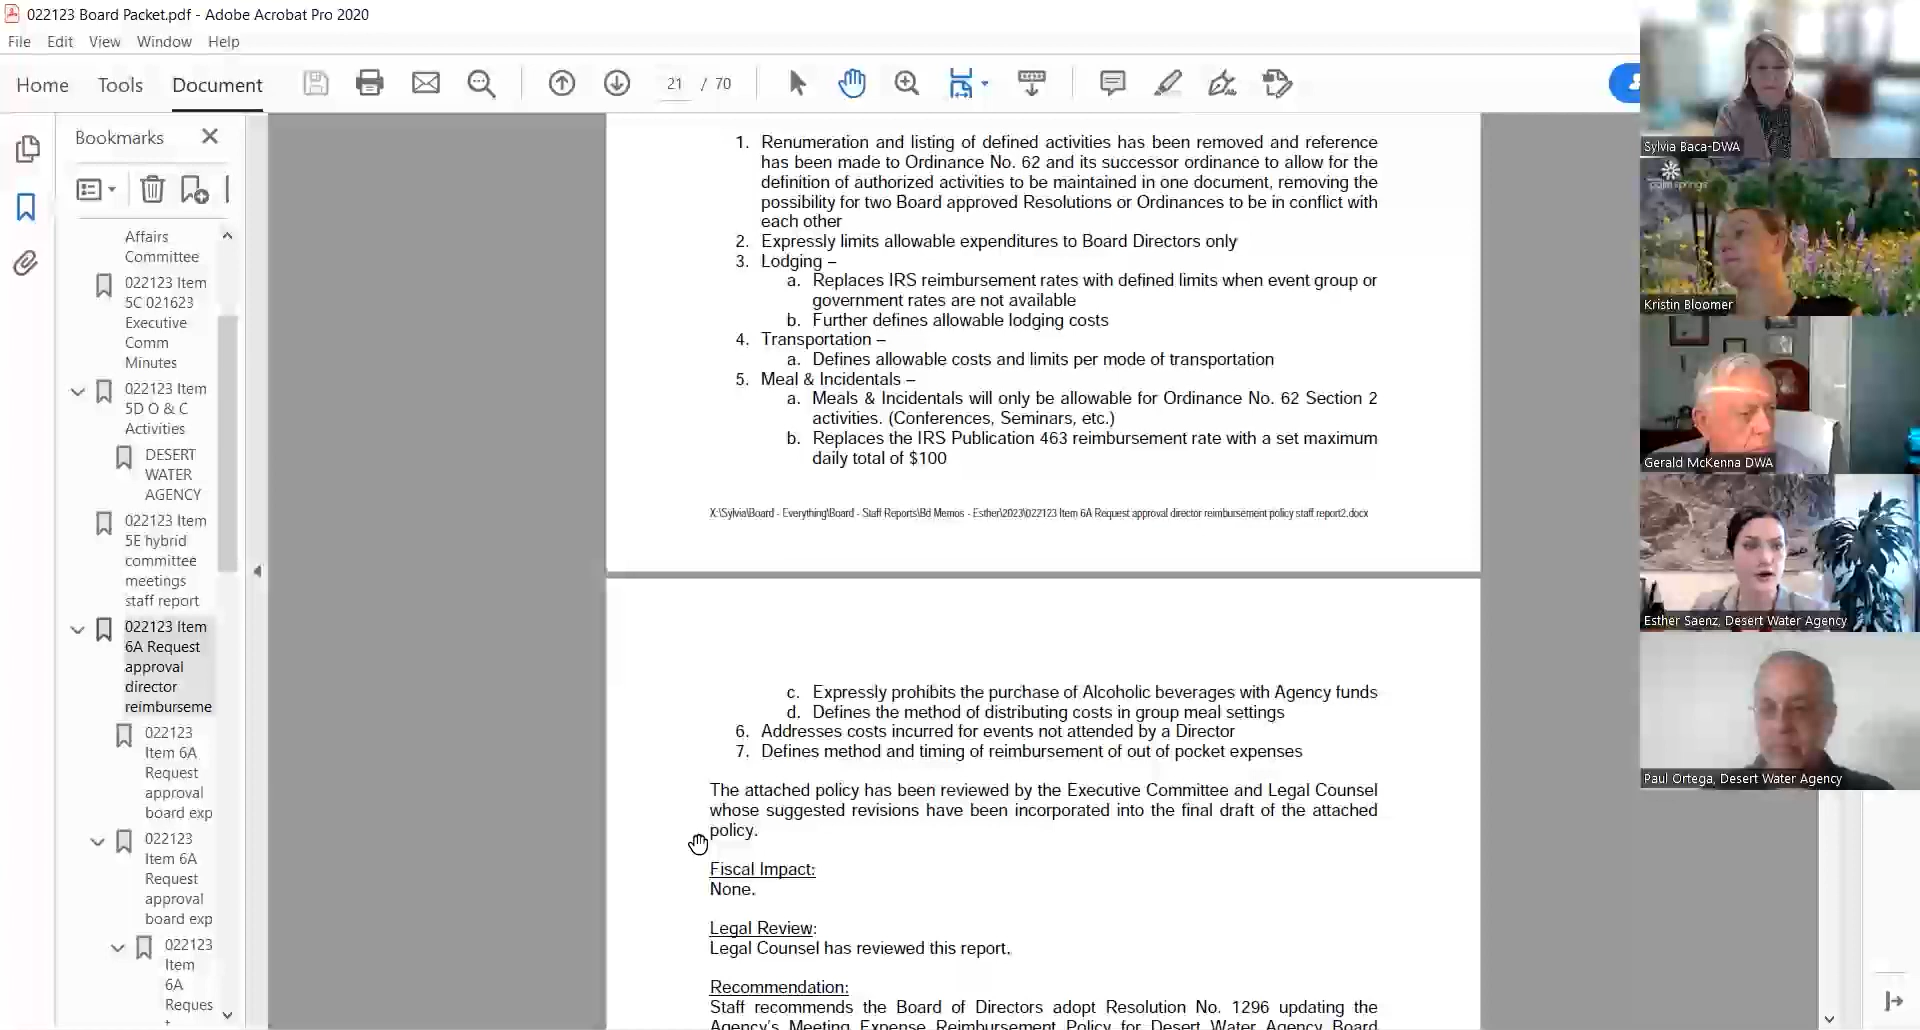 022123 Board Packet.pdf - Adobe Acrobat Pro 2020
File Edit View Window Help
Home Tools Document
21 / 70
Bookmarks
Affairs
Committee
022123 Item
5C 021623
Executive
Comm
Minutes
022123 Item
5D O & C
Activities
DESERT
WATER
AGENCY
022123 Item
5E hybrid
committee
meetings
staff report
022123 Item
6A Request
approval
director
reimburseme
022123
Item 6A
Request
approval
board exp
022123
Item 6A
Request
approval
board exp
022123
Item
6A
Reques
1. Renumeration and listing of defined activities has been removed and reference
has been made to Ordinance No. 62 and its successor ordinance to allow for the
definition of authorized activities to be maintained in one document, removing the
possibility for two Board approved Resolutions or Ordinances to be in conflict with
each other
2. Expressly limits allowable expenditures to Board Directors only
3. Lodging –
a. Replaces IRS reimbursement rates with defined limits when event group or
government rates are not available
b. Further defines allowable lodging costs
4. Transportation –
a. Defines allowable costs and limits per mode of transportation
5. Meal & Incidentals –
a. Meals & Incidentals will only be allowable for Ordinance No. 62 Section 2
activities. (Conferences, Seminars, etc.)
b. Replaces the IRS Publication 463 reimbursement rate with a set maximum
daily total of $100
X:\Sylvia\Board - Everything\Board - Staff Reports\Bd Memos - Esther\2023\022123 Item 6A Request approval director reimbursement policy staff report2.docx
c. Expressly prohibits the purchase of Alcoholic beverages with Agency funds
d. Defines the method of distributing costs in group meal settings
6. Addresses costs incurred for events not attended by a Director
7. Defines method and timing of reimbursement of out of pocket expenses
The attached policy has been reviewed by the Executive Committee and Legal Counsel
whose suggested revisions have been incorporated into the final draft of the attached
policy.
Fiscal Impact:
None.
Legal Review:
Legal Counsel has reviewed this report.
Recommendation:
Staff recommends the Board of Directors adopt Resolution No. 1296 updating the
Agency's Meeting Expense Reimbursement Policy for Desert Water Agency Board
Sylvia Baca-DWA
palm springs
Kristin Bloomer
Gerald McKenna DWA
Esther Saenz, Desert Water Agency
Paul Ortega, Desert Water Agency